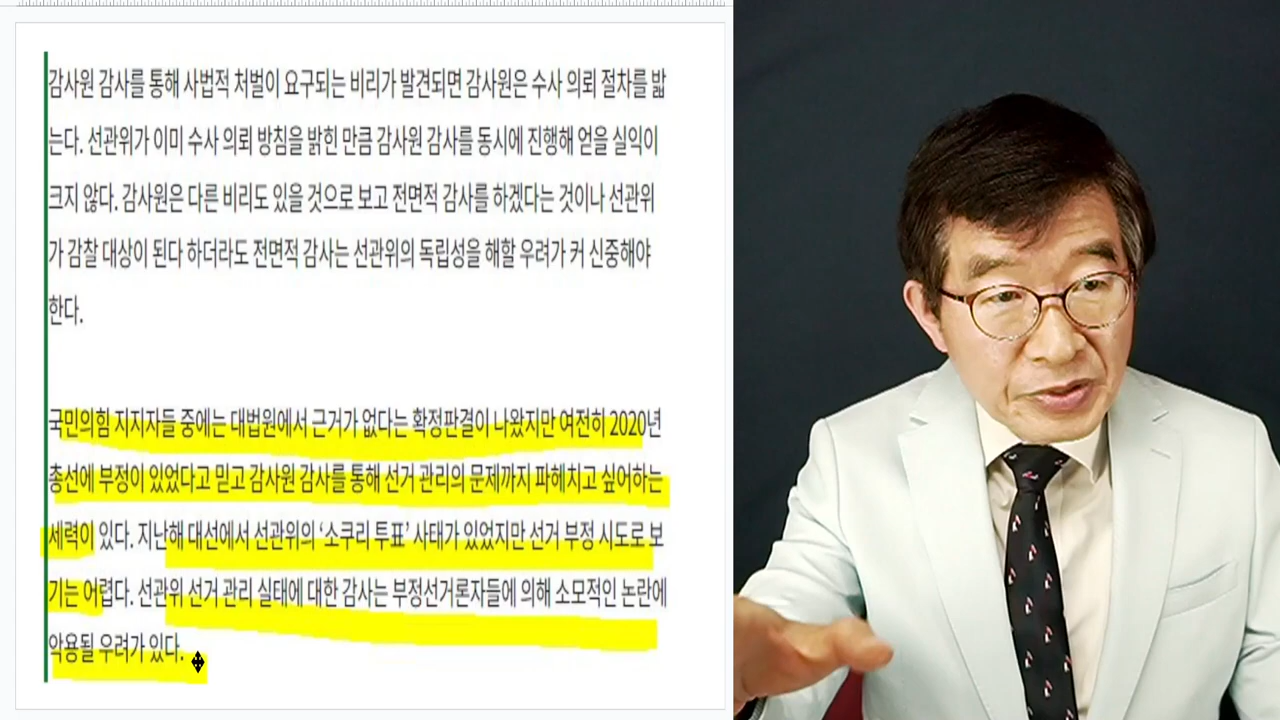 감사원 감사를 통해 사법적 처벌이 요구되는 비리가 발견되면 감사원은 수사 의뢰 절차를 밟
는다. 선관위가 이미 수사 의뢰 방침을 밝힌 만큼 감사원 감사를 동시에 진행해 얻을 실익이
크지 않다. 감사원은 다른 비리도 있을 것으로 보고 전면적 감사를 하겠다는 것이나 선관위
가 감찰 대상이 된다 하더라도 전면적 감사는 선관위의 독립성을 해할 우려가 커 신중해야
한다.
국민의힘 지지자들 중에는 대법원에서 근거가 없다는 확정판결이 나왔지만 여전히 2020년
총선에 부정이 있었다고 믿고 감사원 감사를 통해 선거 관리의 문제까지 파헤치고 싶어하는
세력이 있다. 지난해 대선에서 선관위의 ‘소쿠리 투표’ 사태가 있었지만 선거 부정 시도로 보
기는 어렵다. 선관위 선거 관리 실태에 대한 감사는 부정선거론자들에 의해 소모적인 논란에
악용될 우려가 있다.